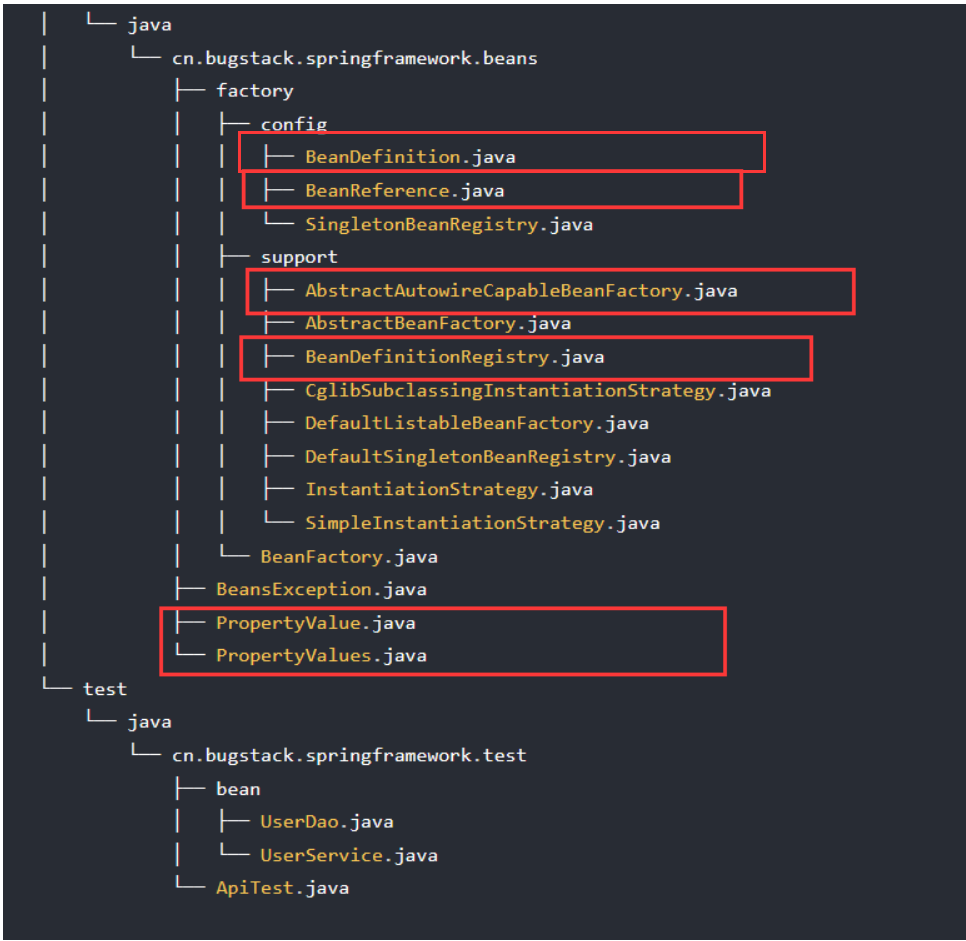 java
cn.bugstack.springframework.beans
factory
config
BeanDefinition.java
BeanReference.java
SingletonBeanRegistry.java
support
AbstractAutowireCapableBeanFactory.java
AbstractBeanFactory.java
BeanDefinitionRegistry.java
CglibSubclassingInstantiationStrategy.java
DefaultListableBeanFactory.java
DefaultSingletonBeanRegistry.java
InstantiationStrategy.java
SimpleInstantiationStrategy.java
BeanFactory.java
BeansException.java
PropertyValue.java
PropertyValues.java
test
java
cn.bugstack.springframework.test
bean
UserDao.java
UserService.java
ApiTest.java